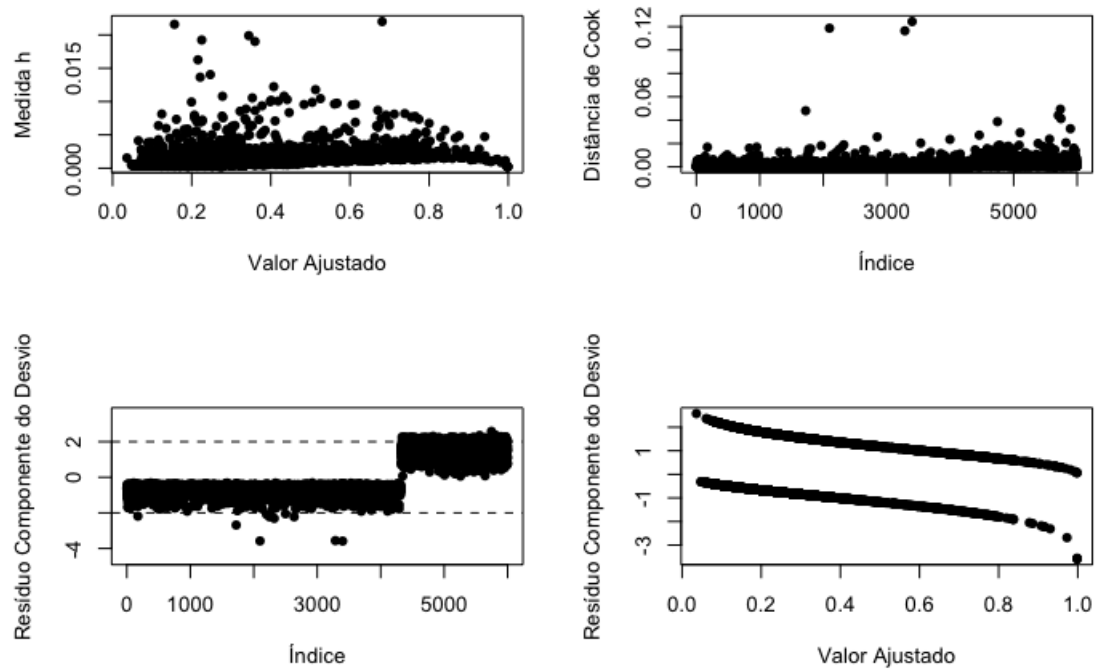 Medida h
0.000
0.015
0.0 0.2 0.4 0.6 0.8 1.0
Valor Ajustado
Distância de Cook
0.00
0.06
0.12
0 1000 3000 5000
Índice
Resíduo Componente do Desvio
-4
0
2
0 1000 3000 5000
Índice
Resíduo Componente do Desvio
-3
-1
1
0.0 0.2 0.4 0.6 0.8 1.0
Valor Ajustado